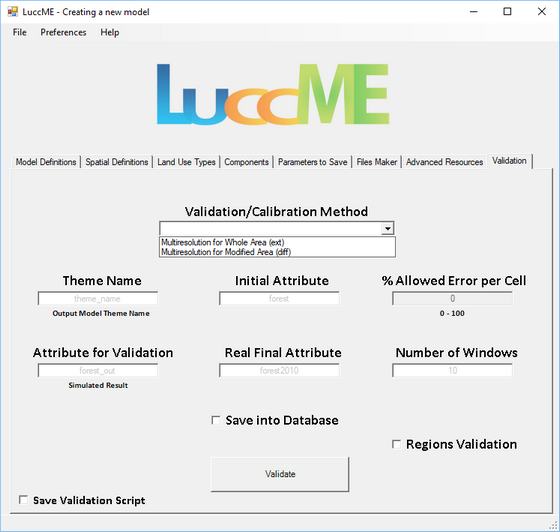 LuccME - Creating a new model
File Preferences Help
LuccME
Model Definitions Spatial Definitions Land Use Types Components Parameters to Save Files Maker Advanced Resources Validation
Validation/Calibration Method
Multiresolution for Whole Area (ext)
Multiresolution for Modified Area (diff)
Theme Name Initial Attribute % Allowed Error per Cell
theme_name forest 0
Output Model Theme Name 0 - 100
Attribute for Validation Real Final Attribute Number of Windows
forest_out forest2010 10
Simulated Result
Save into Database
Regions Validation
Validate
Save Validation Script